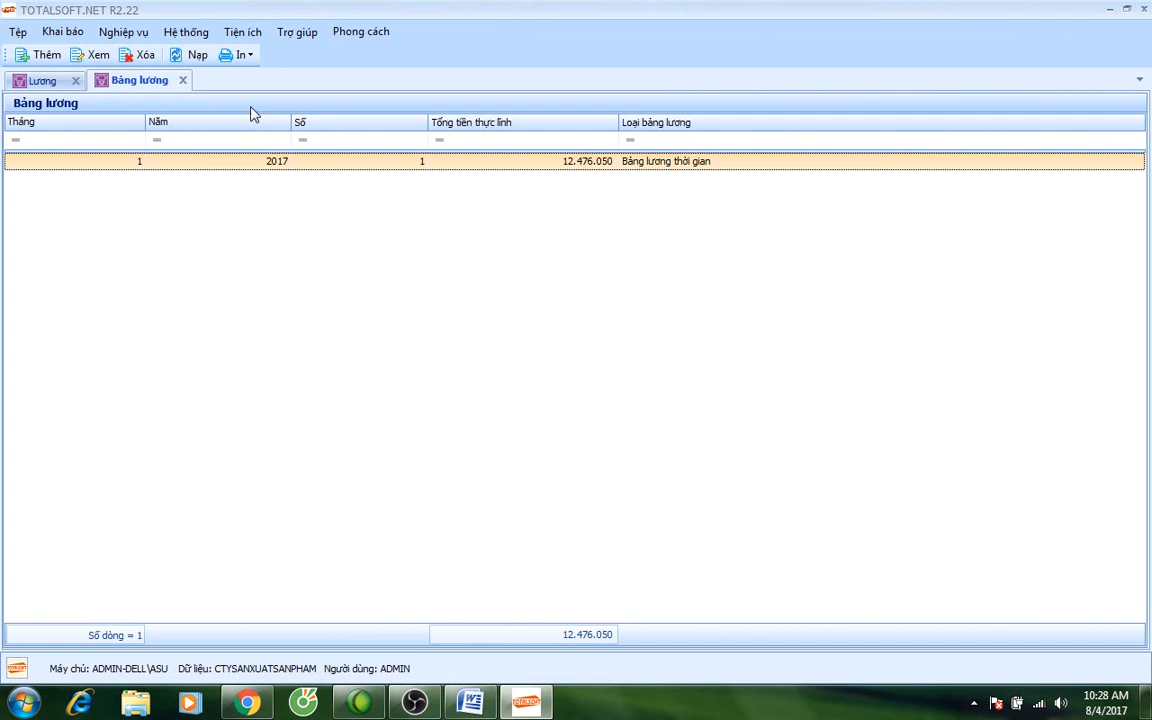 TOTALSOFT.NET R2.22
Tệp Khai báo Nghiệp vụ Hệ thống Tiện ích Trợ giúp Phong cách
Thêm Xem Xóa Nạp In
Lương Bảng lương
Bảng lương
Tháng Năm Số Tổng tiền thực lĩnh Loại bảng lương
= = = = =
1 2017 1 12.476.050 Bảng lương thời gian
Số dòng = 1 12.476.050
Máy chủ: ADMIN-DELL\ASU Dữ liệu: CTYSANXUATSANPHAM Người dùng: ADMIN
10:28 AM
8/4/2017